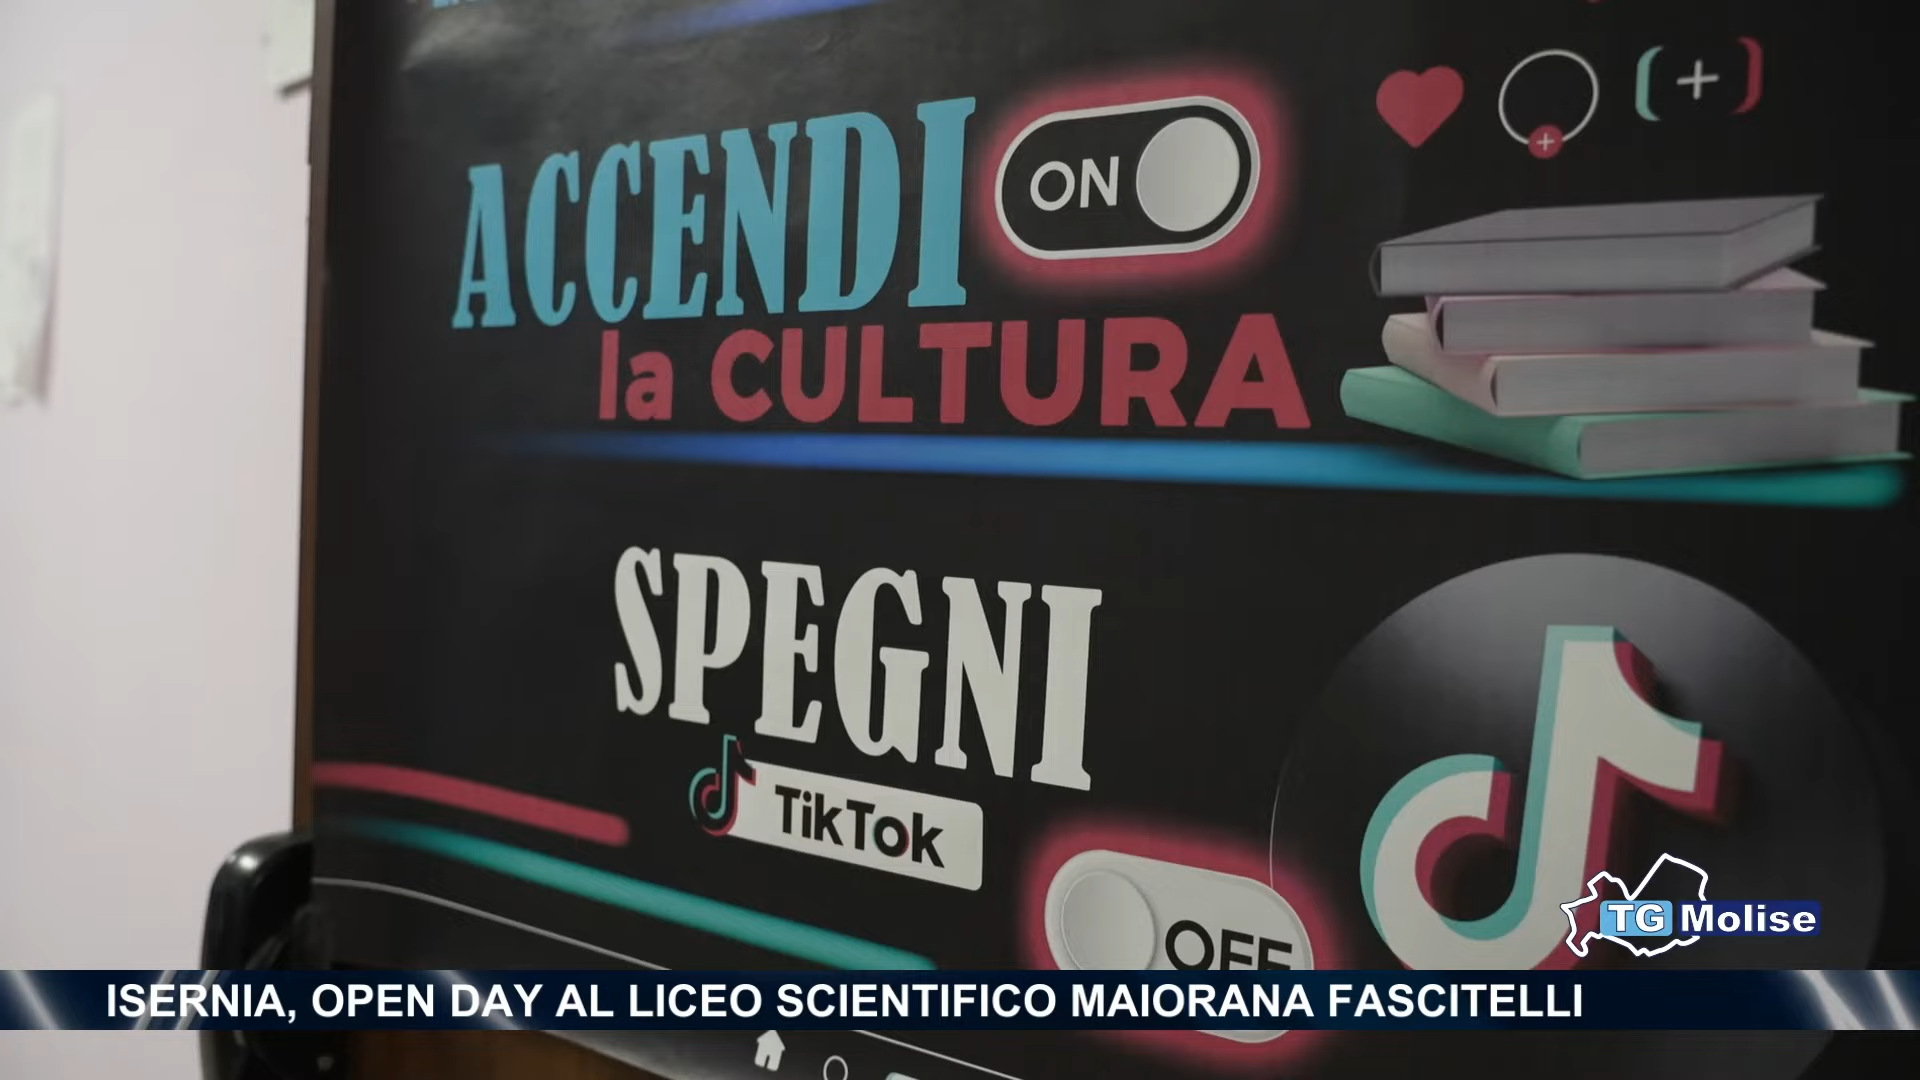 ACCENDI ON
la CULTURA
SPEGNI
TikTok
OFF
TG Molise
ISERNIA, OPEN DAY AL LICEO SCIENTIFICO MAIORANA FASCITELLI